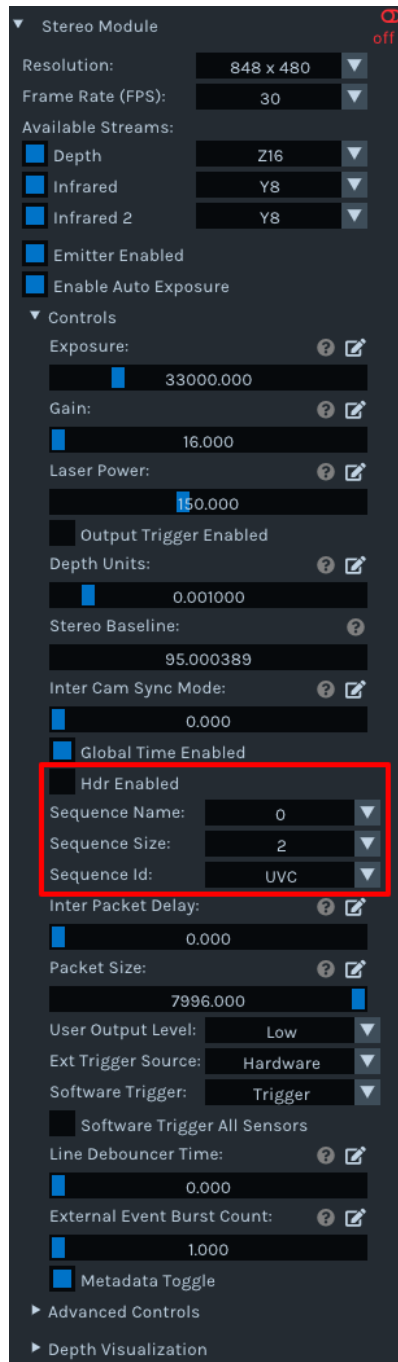 Stereo Module
off
Resolution: 848 x 480
Frame Rate (FPS): 30
Available Streams:
Depth Z16
Infrared Y8
Infrared 2 Y8
Emitter Enabled
Enable Auto Exposure
Controls
Exposure:
33000.000
Gain:
16.000
Laser Power:
150.000
Output Trigger Enabled
Depth Units:
0.001000
Stereo Baseline:
95.000389
Inter Cam Sync Mode:
0.000
Global Time Enabled
Hdr Enabled
Sequence Name: 0
Sequence Size: 2
Sequence Id: UVC
Inter Packet Delay:
0.000
Packet Size:
7996.000
User Output Level: Low
Ext Trigger Source: Hardware
Software Trigger: Trigger
Software Trigger All Sensors
Line Debouncer Time:
0.000
External Event Burst Count:
1.000
Metadata Toggle
Advanced Controls
Depth Visualization